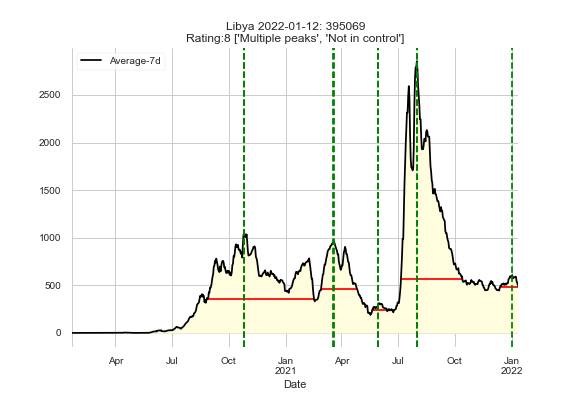 Libya 2022-01-12: 395069
Rating:8 ['Multiple peaks', 'Not in control']
Average-7d
2500
2000
1500
1000
500
0
Apr Jul Oct Jan Apr Jul Oct Jan
2021 2022
Date